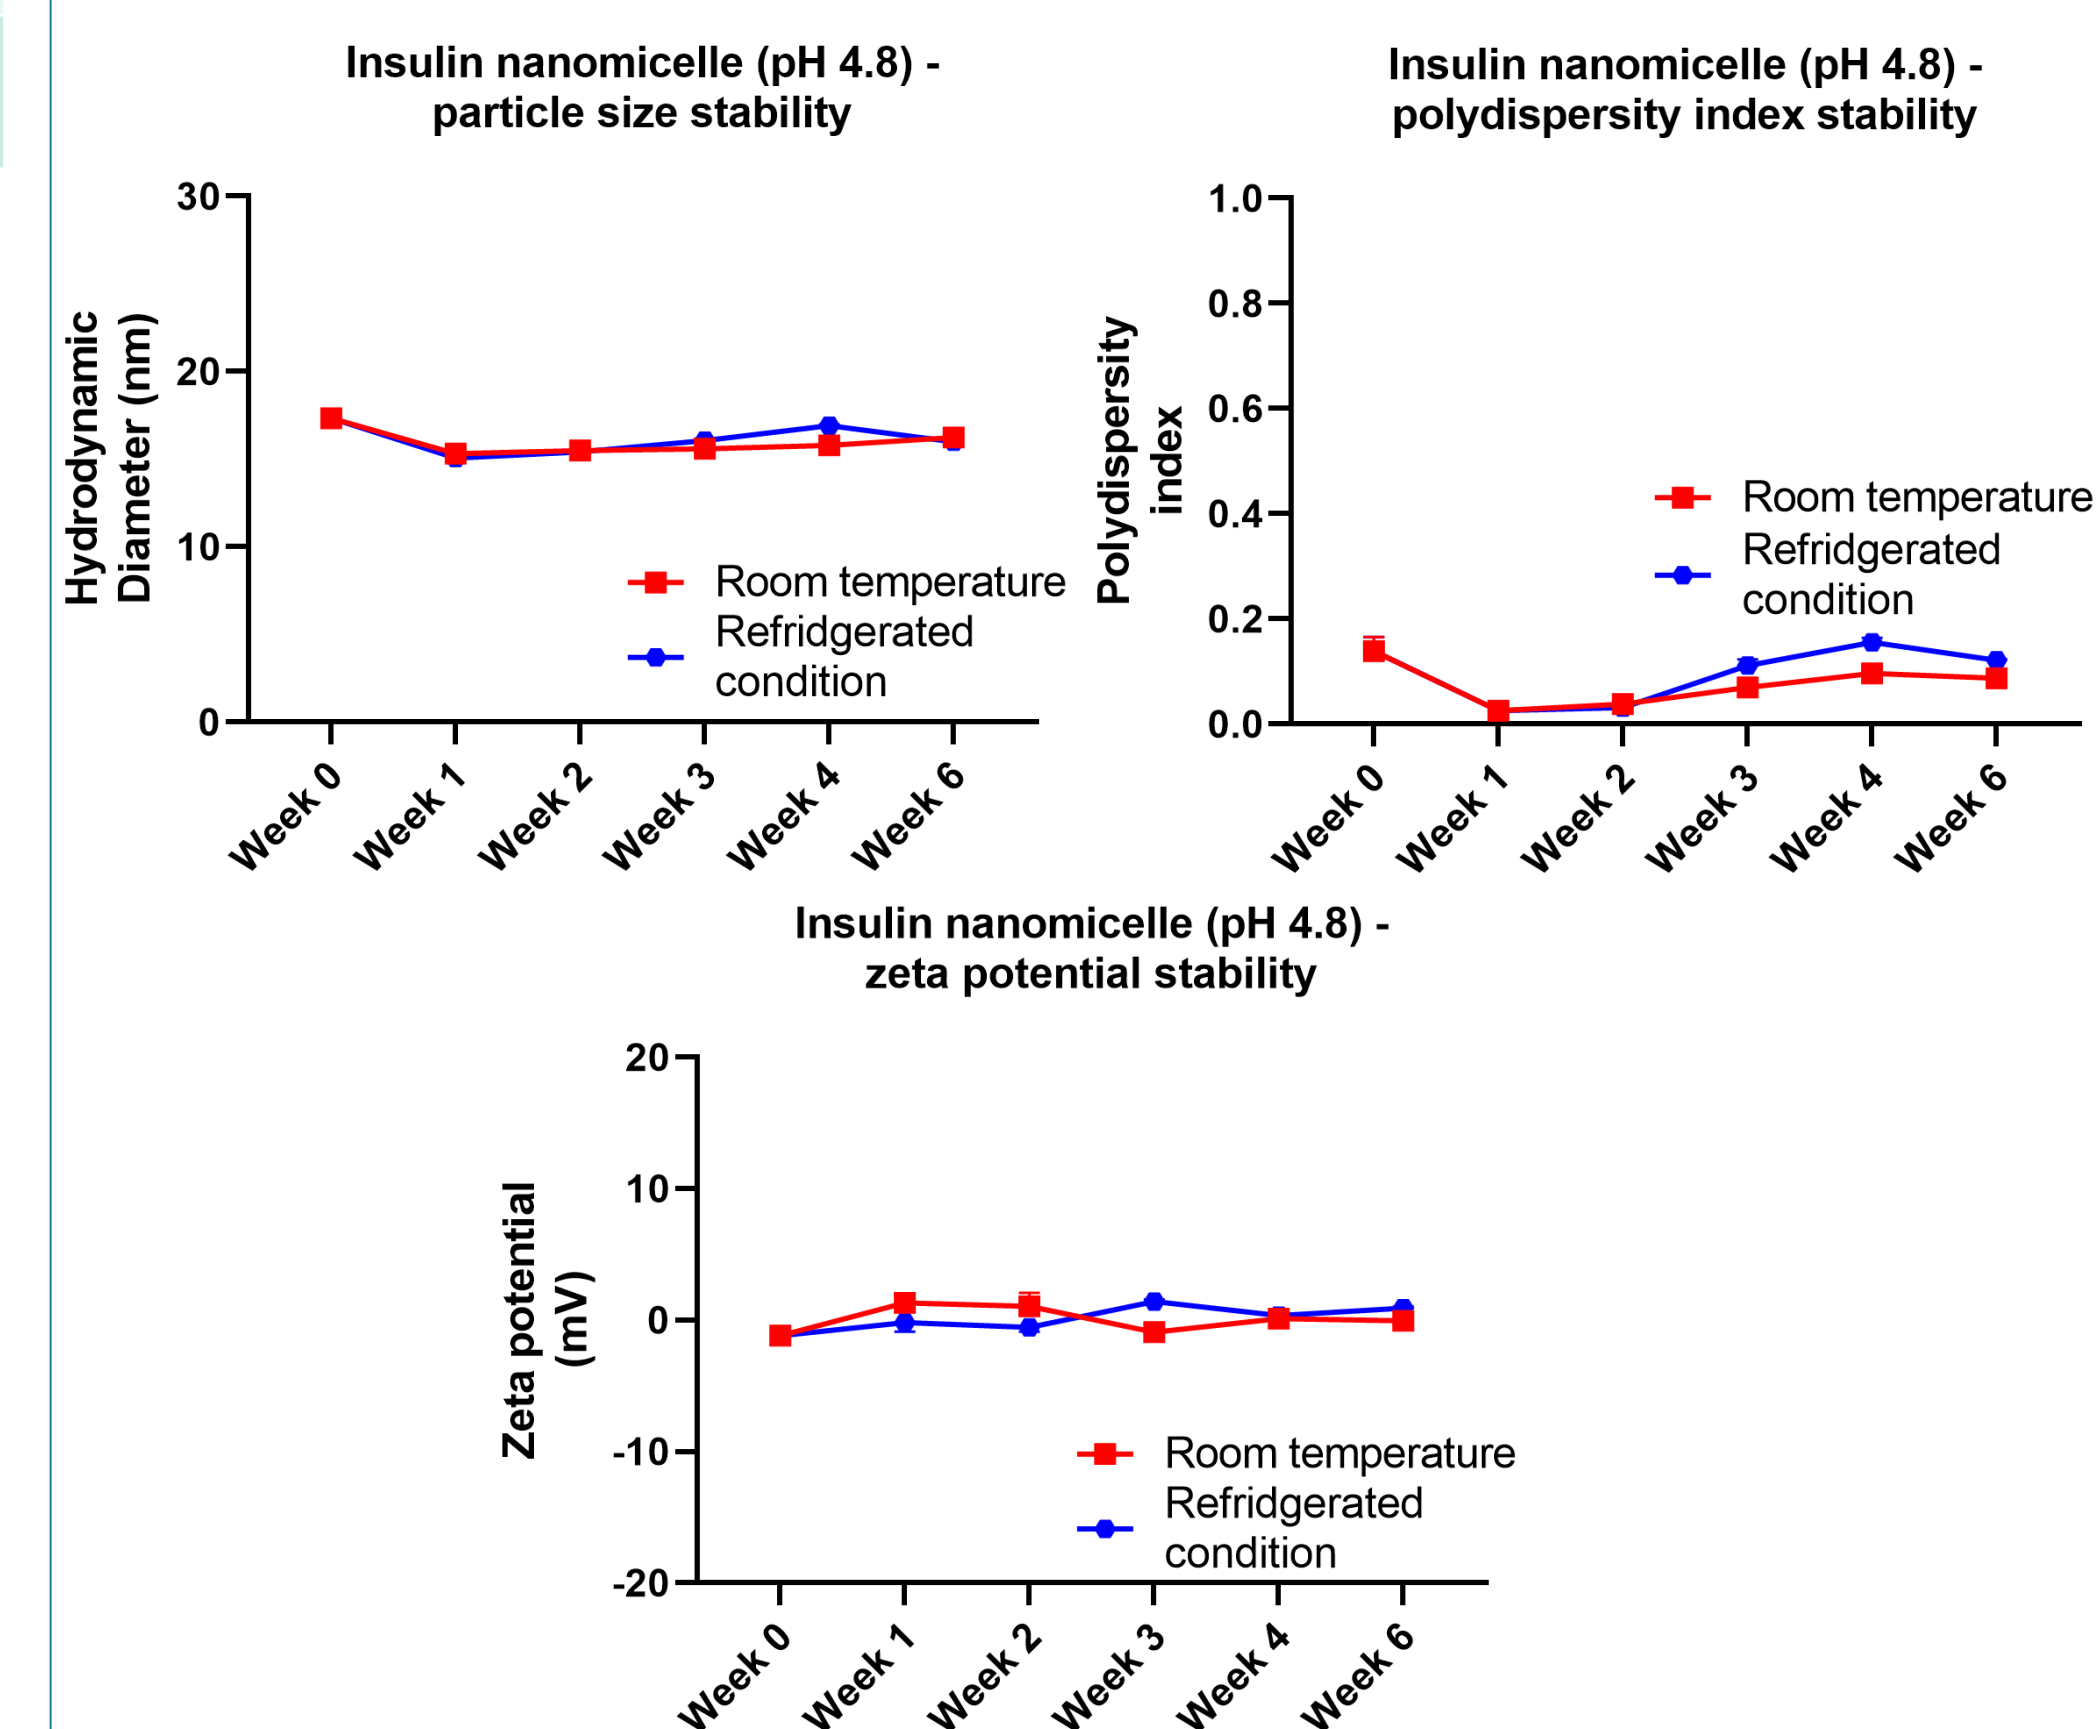 Insulin nanomicelle (pH 4.8) -
particle size stability
Hydrodynamic
Diameter (nm)
30
20
10
0
Room temperature
Refridgerated
condition
Week 0
Week 1
Week 2
Week 3
Week 4
Week 6
Insulin nanomicelle (pH 4.8) -
polydispersity index stability
Polydispersity
index
1.0
0.8
0.6
0.4
0.2
0.0
Room temperature
Refridgerated
condition
Week 0
Week 1
Week 2
Week 3
Week 4
Week 6
Insulin nanomicelle (pH 4.8) -
zeta potential stability
Zeta potential
(mV)
20
10
0
-10
-20
Room temperature
Refridgerated
condition
Week 0
Week 1
Week 2
Week 3
Week 4
Week 6